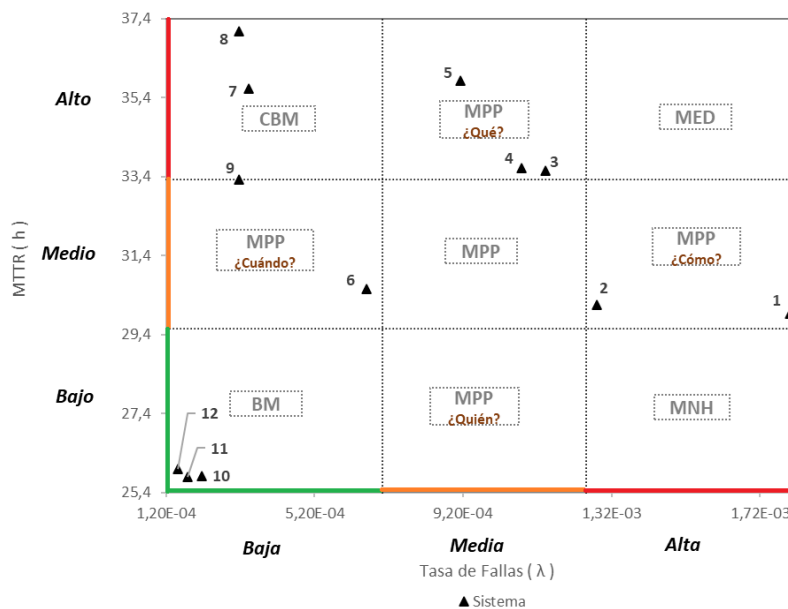 37,4
35,4
33,4
31,4
29,4
27,4
25,4
MTTR ( h )
Alto
Medio
Bajo
8
7
CBM
5
MPP
¿Qué?
4
3
MED
9
MPP
¿Cuándo?
6
MPP
MPP
¿Cómo?
2
1
BM
12
11
10
MPP
¿Quién?
MNH
1,20E-04
5,20E-04
9,20E-04
1,32E-03
1,72E-03
Baja
Media
Alta
Tasa de Fallas ( λ )
Sistema